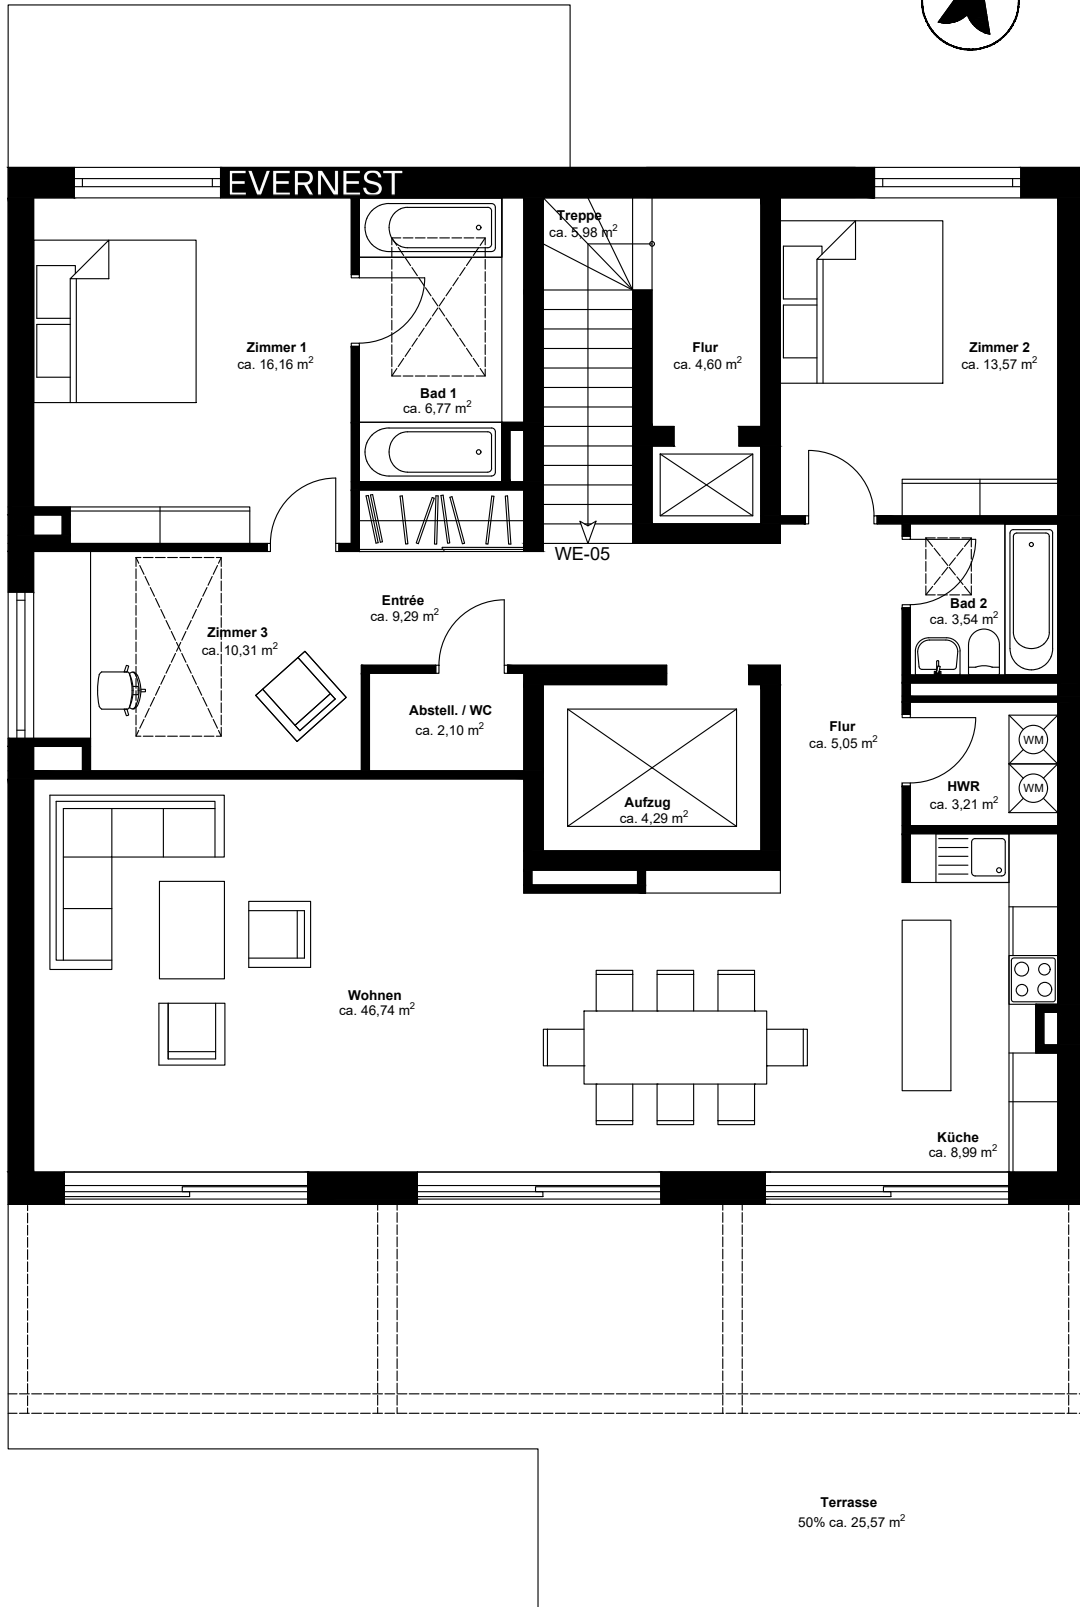 EVERNEST
Treppe
ca. 5,98 m²
Zimmer 1
ca. 16,16 m²
Bad 1
ca. 6,77 m²
Flur
ca. 4,60 m²
Zimmer 2
ca. 13,57 m²
WE-05
Entrée
ca. 9,29 m²
Zimmer 3
ca. 10,31 m²
Bad 2
ca. 3,54 m²
Abstell. / WC
ca. 2,10 m²
Flur
ca. 5,05 m²
WM
HWR
ca. 3,21 m²
WM
Aufzug
ca. 4,29 m²
Wohnen
ca. 46,74 m²
Küche
ca. 8,99 m²
Terrasse
50% ca. 25,57 m²